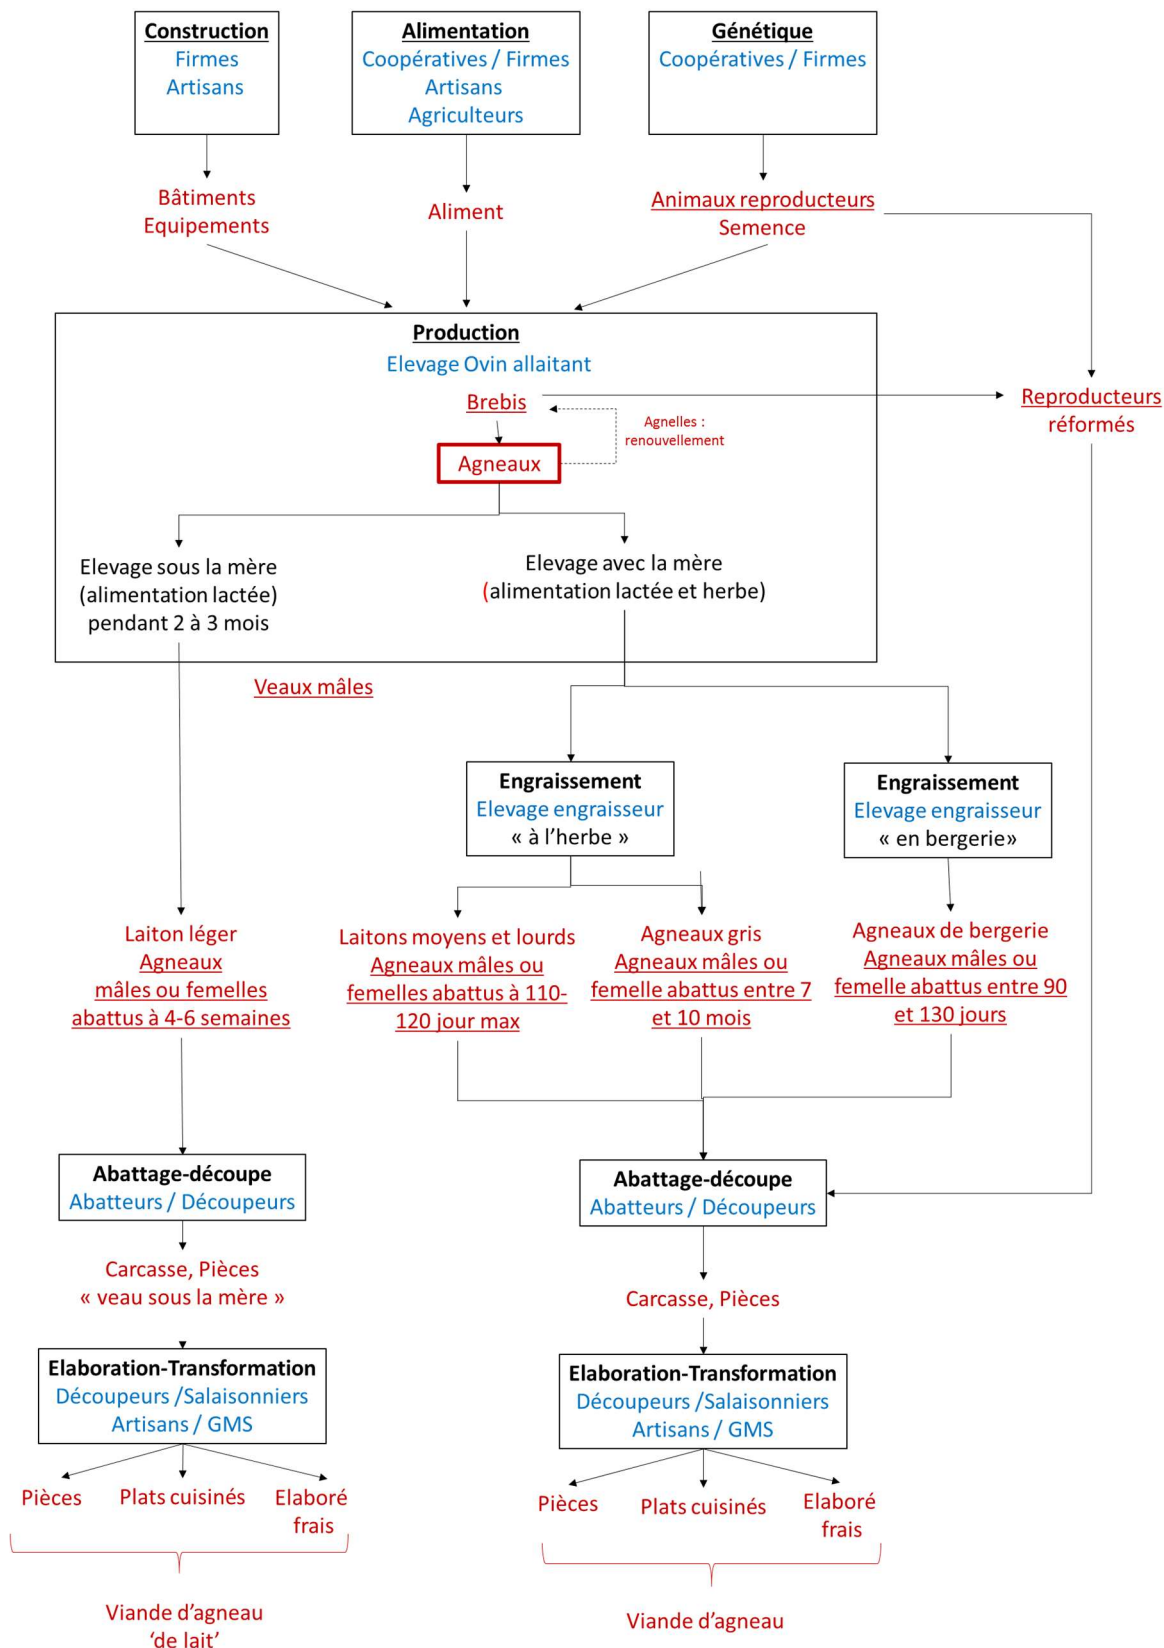 Construction
Firmes
Artisans
Alimentation
Coopératives / Firmes
Artisans
Agriculteurs
Génétique
Coopératives / Firmes
Bâtiments
Equipements
Aliment
Animaux reproducteurs
Semence
Production
Elevage Ovin allaitant
Brebis
Agnelles :
renouvellement
Agneaux
Reproducteurs
réformés
Elevage sous la mère
(alimentation lactée)
pendant 2 à 3 mois
Elevage avec la mère
(alimentation lactée et herbe)
Veaux mâles
Engraissement
Elevage engraisseur
« à l’herbe »
Engraissement
Elevage engraisseur
« en bergerie»
Laiton léger
Agneaux
mâles ou femelles
abattus à 4-6 semaines
Laitons moyens et lourds
Agneaux mâles ou
femelles abattus à 110-
120 jour max
Agneaux gris
Agneaux mâles ou
femelle abattus entre 7
et 10 mois
Agneaux de bergerie
Agneaux mâles ou
femelle abattus entre 90
et 130 jours
Abattage-découpe
Abatteurs / Découpeurs
Abattage-découpe
Abatteurs / Découpeurs
Carcasse, Pièces
« veau sous la mère »
Carcasse, Pièces
Elaboration-Transformation
Découpeurs /Salaisonniers
Artisans / GMS
Elaboration-Transformation
Découpeurs /Salaisonniers
Artisans / GMS
Pièces
Plats cuisinés
Elaboré
frais
Pièces
Plats cuisinés
Elaboré
frais
Viande d’agneau
‘de lait’
Viande d’agneau